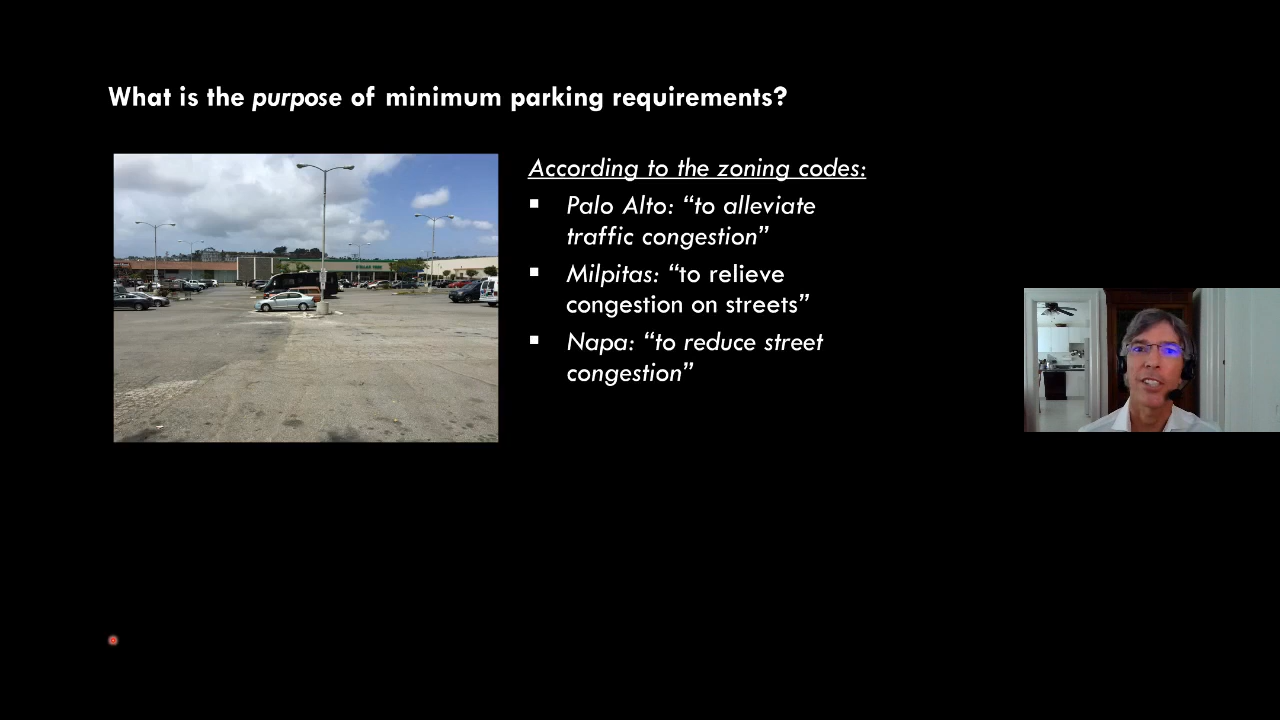 What is the purpose of minimum parking requirements?
According to the zoning codes:
▪ Palo Alto: “to alleviate
traffic congestion”
▪ Milpitas: “to relieve
congestion on streets”
▪ Napa: “to reduce street
congestion”